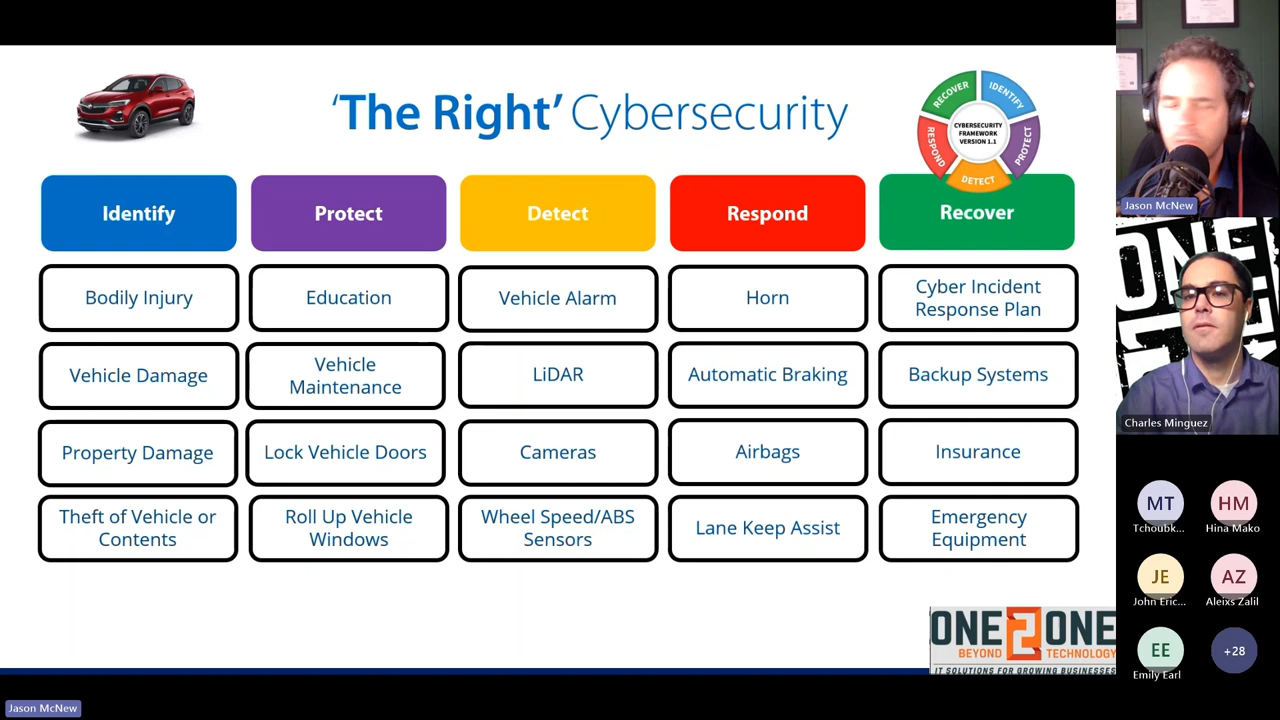 ‘The Right’ Cybersecurity
RECOVER
IDENTIFY
PROTECT
DETECT
RESPOND
CYBERSECURITY
FRAMEWORK
VERSION 1.1
Identify
Protect
Detect
Respond
Recover
Bodily Injury
Education
Vehicle Alarm
Horn
Cyber Incident
Response Plan
Vehicle Damage
Vehicle
Maintenance
LiDAR
Automatic Braking
Backup Systems
Property Damage
Lock Vehicle Doors
Cameras
Airbags
Insurance
Theft of Vehicle or
Contents
Roll Up Vehicle
Windows
Wheel Speed/ABS
Sensors
Lane Keep Assist
Emergency
Equipment
ONE 2 ONE
BEYOND TECHNOLOGY
IT SOLUTIONS FOR GROWING BUSINESSES
Jason McNew
Jason McNew
ONE
Charles Minguez
MT
Tchoubk...
HM
Hina Mako
JE
John Eric...
AZ
Aleixs Zalil
EE
Emily Earl
+28